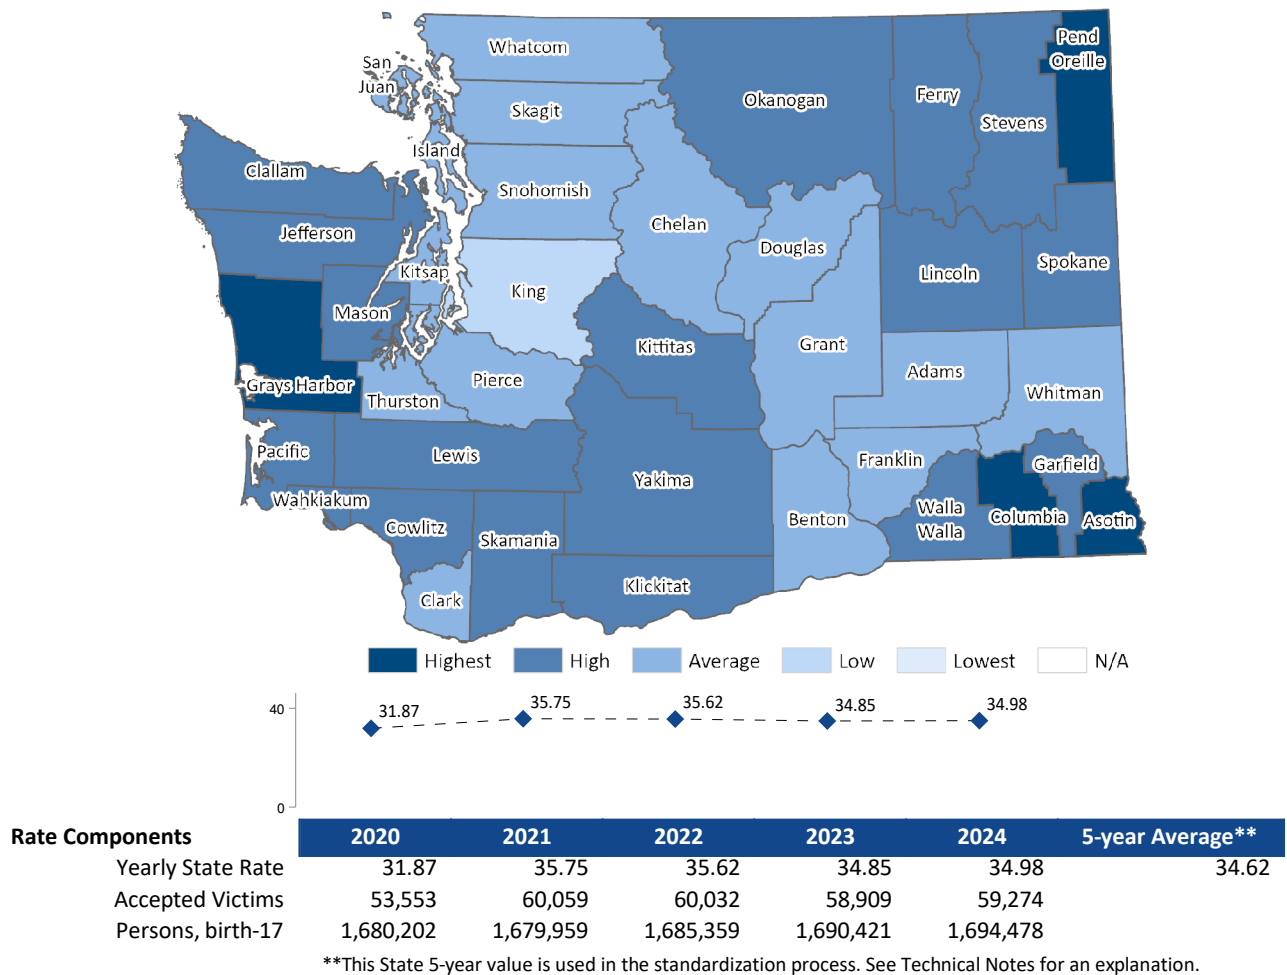 Whatcom
Pend
Oreille
San
Juan
Okanogan
Ferry
Skagit
Stevens
Island
Clallam
Snohomish
Chelan
Jefferson
Douglas
Kitsap
Spokane
Lincoln
King
Mason
Kittitas
Grant
Adams
Pierce
Grays Harbor
Whitman
Thurston
Pacific
Lewis
Franklin
Garfield
Yakima
Wahkiakum
Walla
Walla
Columbia
Asotin
Benton
Cowlitz
Skamania
Klickitat
Clark
Highest High Average Low Lowest N/A
40
31.87 35.75 35.62 34.85 34.98
0
Rate Components 2020 2021 2022 2023 2024 5-year Average**
Yearly State Rate 31.87 35.75 35.62 34.85 34.98 34.62
Accepted Victims 53,553 60,059 60,032 58,909 59,274
Persons, birth-17 1,680,202 1,679,959 1,685,359 1,690,421 1,694,478
**This State 5-year value is used in the standardization process. See Technical Notes for an explanation.